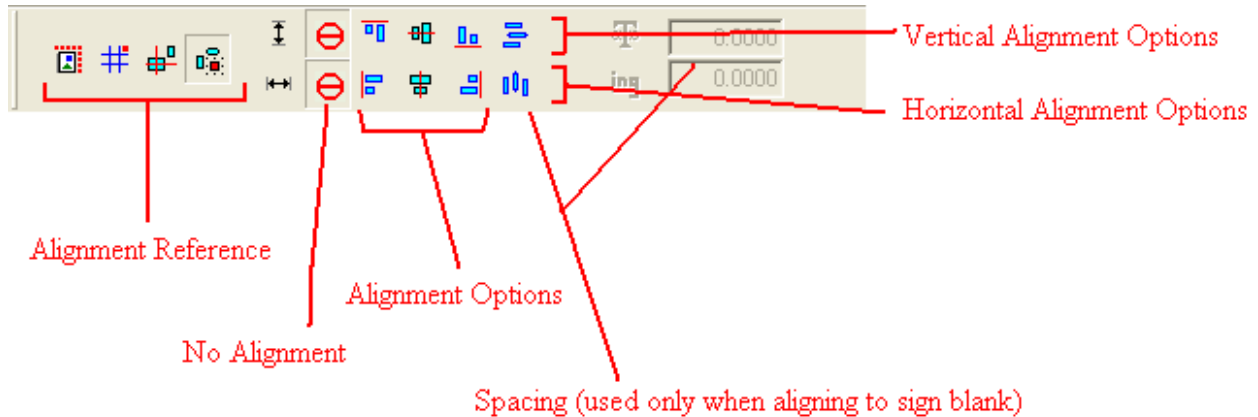 0.0000
Vertical Alignment Options
ing
0.0000
Horizontal Alignment Options
Alignment Reference
Alignment Options
No Alignment
Spacing (used only when aligning to sign blank)